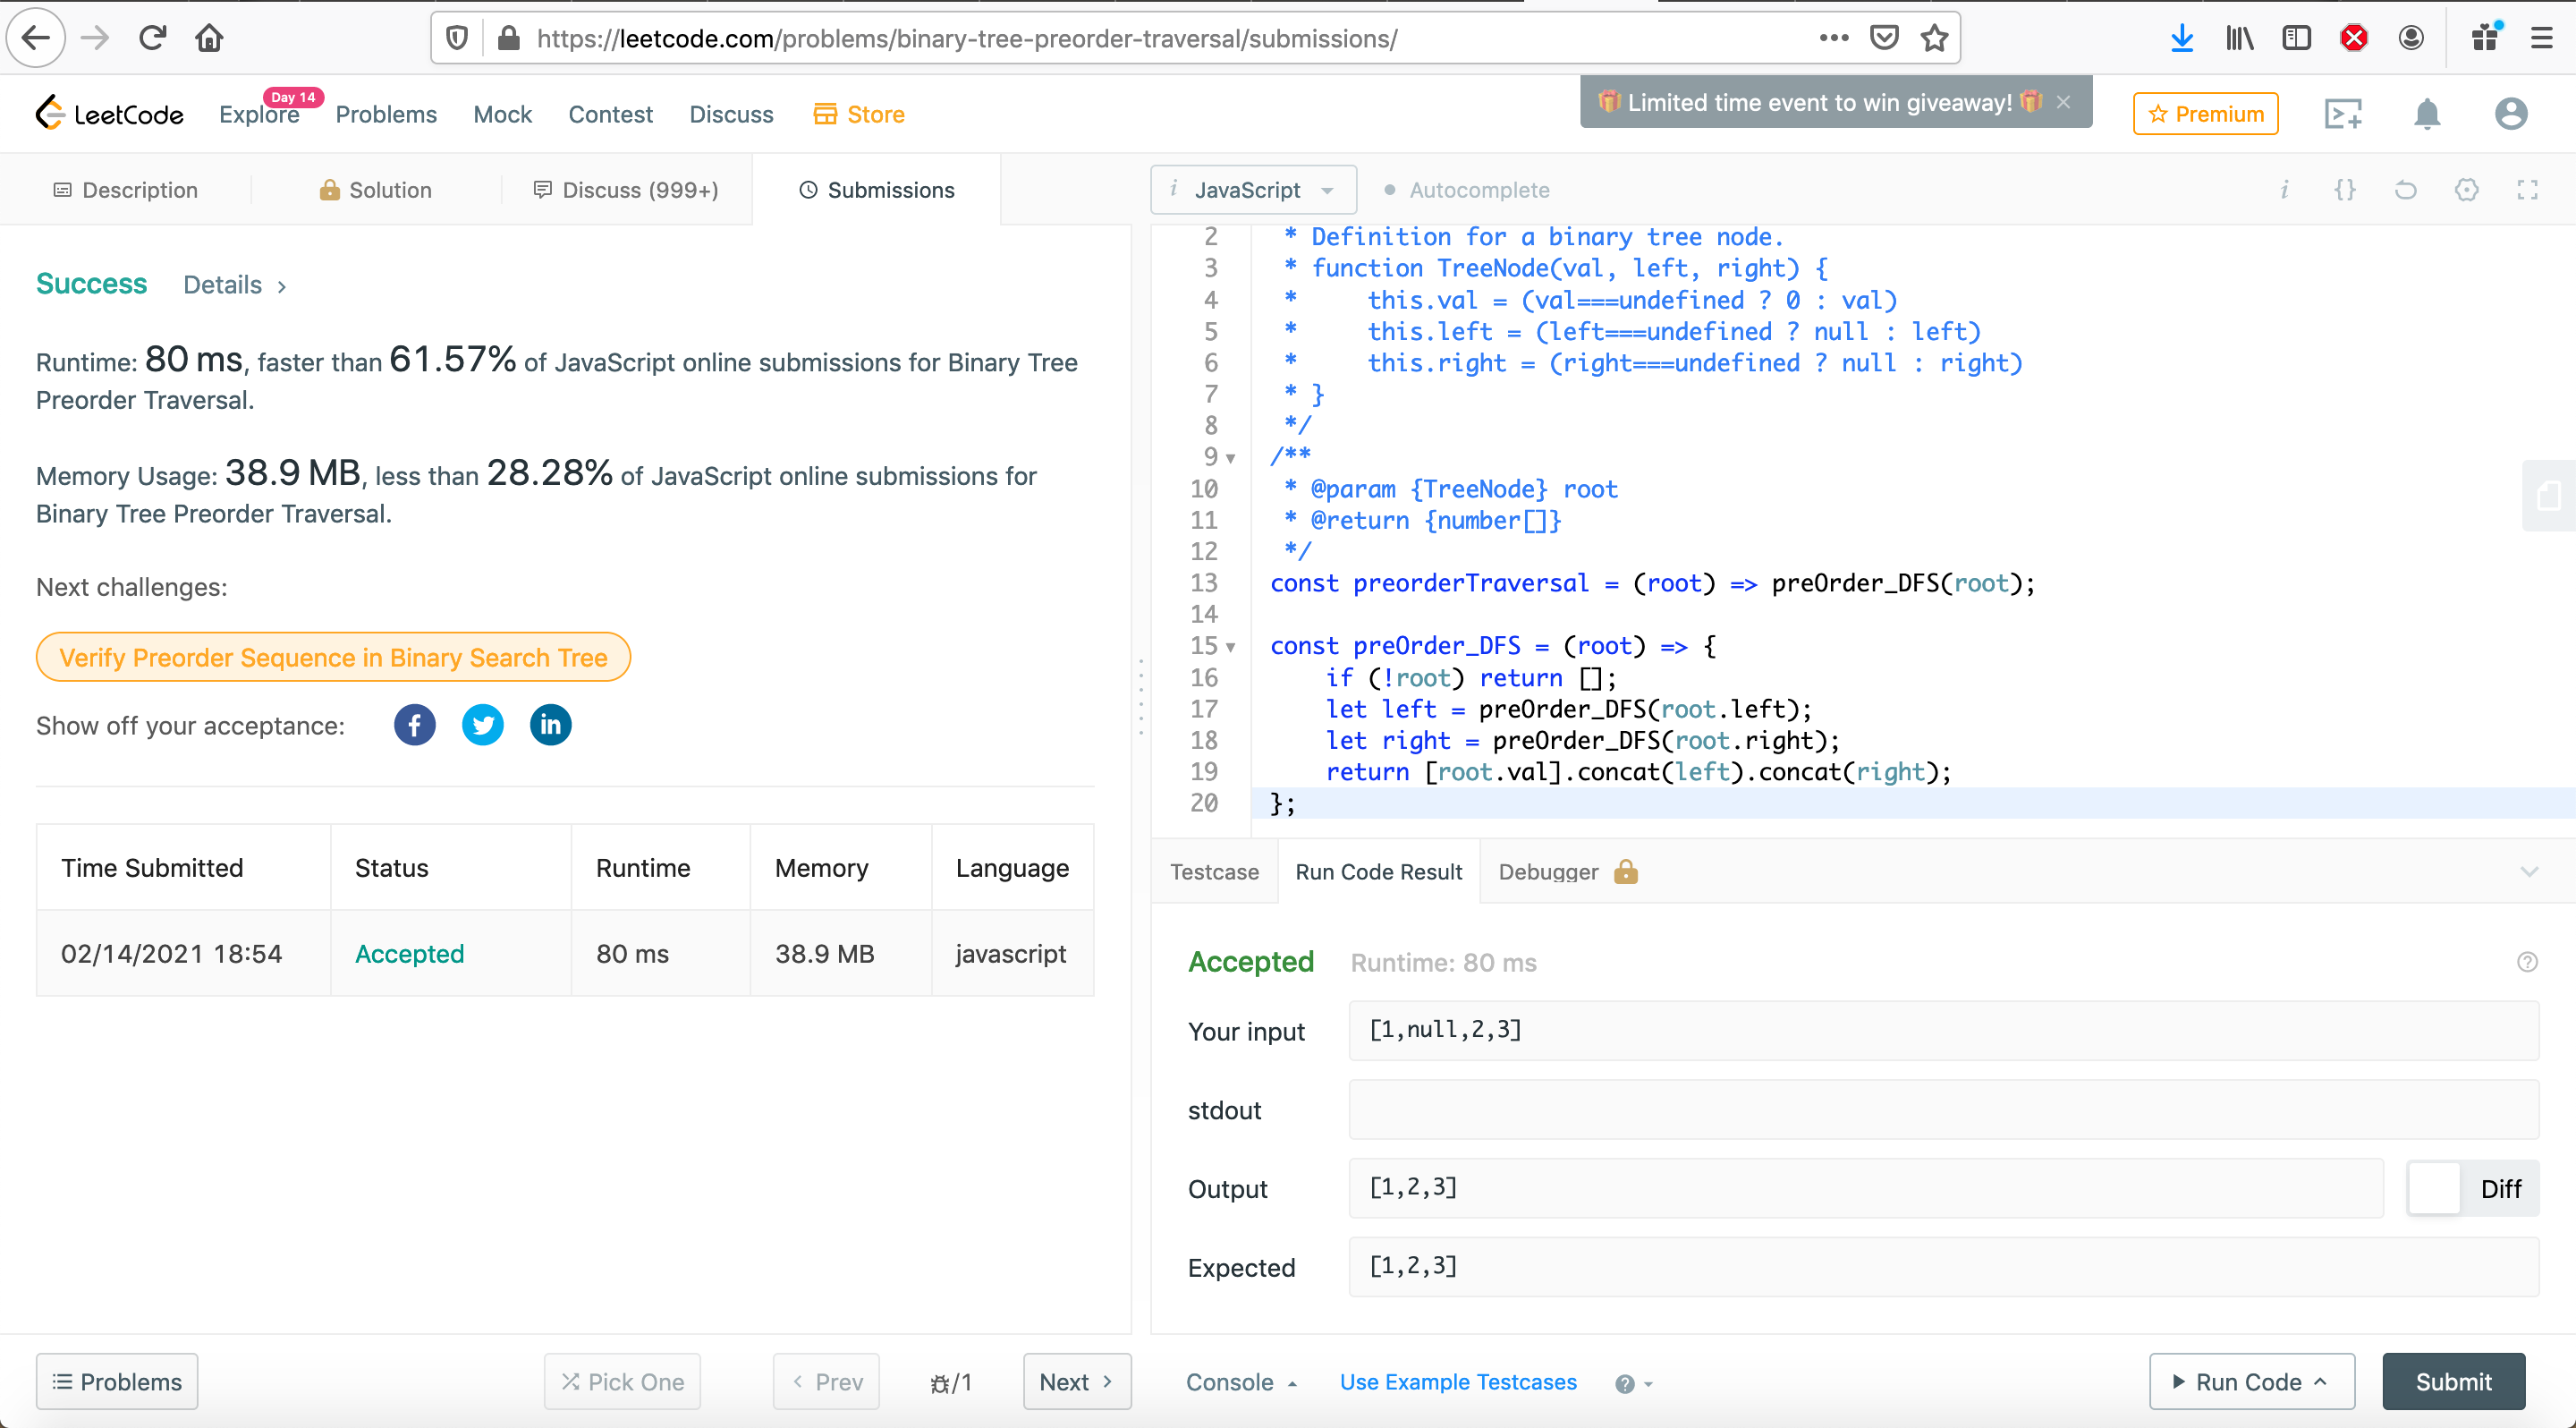 https://leetcode.com/problems/binary-tree-preorder-traversal/submissions/
LeetCode Explore Day 14 Problems Mock Contest Discuss Store
Limited time event to win giveaway!
Premium
Description Solution Discuss (999+) Submissions
i JavaScript Autocomplete
Success Details >
Runtime: 80 ms, faster than 61.57% of JavaScript online submissions for Binary Tree
Preorder Traversal.
Memory Usage: 38.9 MB, less than 28.28% of JavaScript online submissions for
Binary Tree Preorder Traversal.
Next challenges:
Verify Preorder Sequence in Binary Search Tree
Show off your acceptance:
Time Submitted Status Runtime Memory Language
02/14/2021 18:54 Accepted 80 ms 38.9 MB javascript
2 * Definition for a binary tree node.
3 * function TreeNode(val, left, right) {
4 *     this.val = (val===undefined ? 0 : val)
5 *     this.left = (left===undefined ? null : left)
6 *     this.right = (right===undefined ? null : right)
7 * }
8 */
9 /**
10 * @param {TreeNode} root
11 * @return {number[]}
12 */
13 const preorderTraversal = (root) => preOrder_DFS(root);
14
15 const preOrder_DFS = (root) => {
16     if (!root) return [];
17     let left = preOrder_DFS(root.left);
18     let right = preOrder_DFS(root.right);
19     return [root.val].concat(left).concat(right);
20 };
Testcase Run Code Result Debugger
Accepted Runtime: 80 ms
Your input [1,null,2,3]
stdout
Output [1,2,3] Diff
Expected [1,2,3]
Problems Pick One < Prev /1 Next >
Console Use Example Testcases ? Run Code Submit